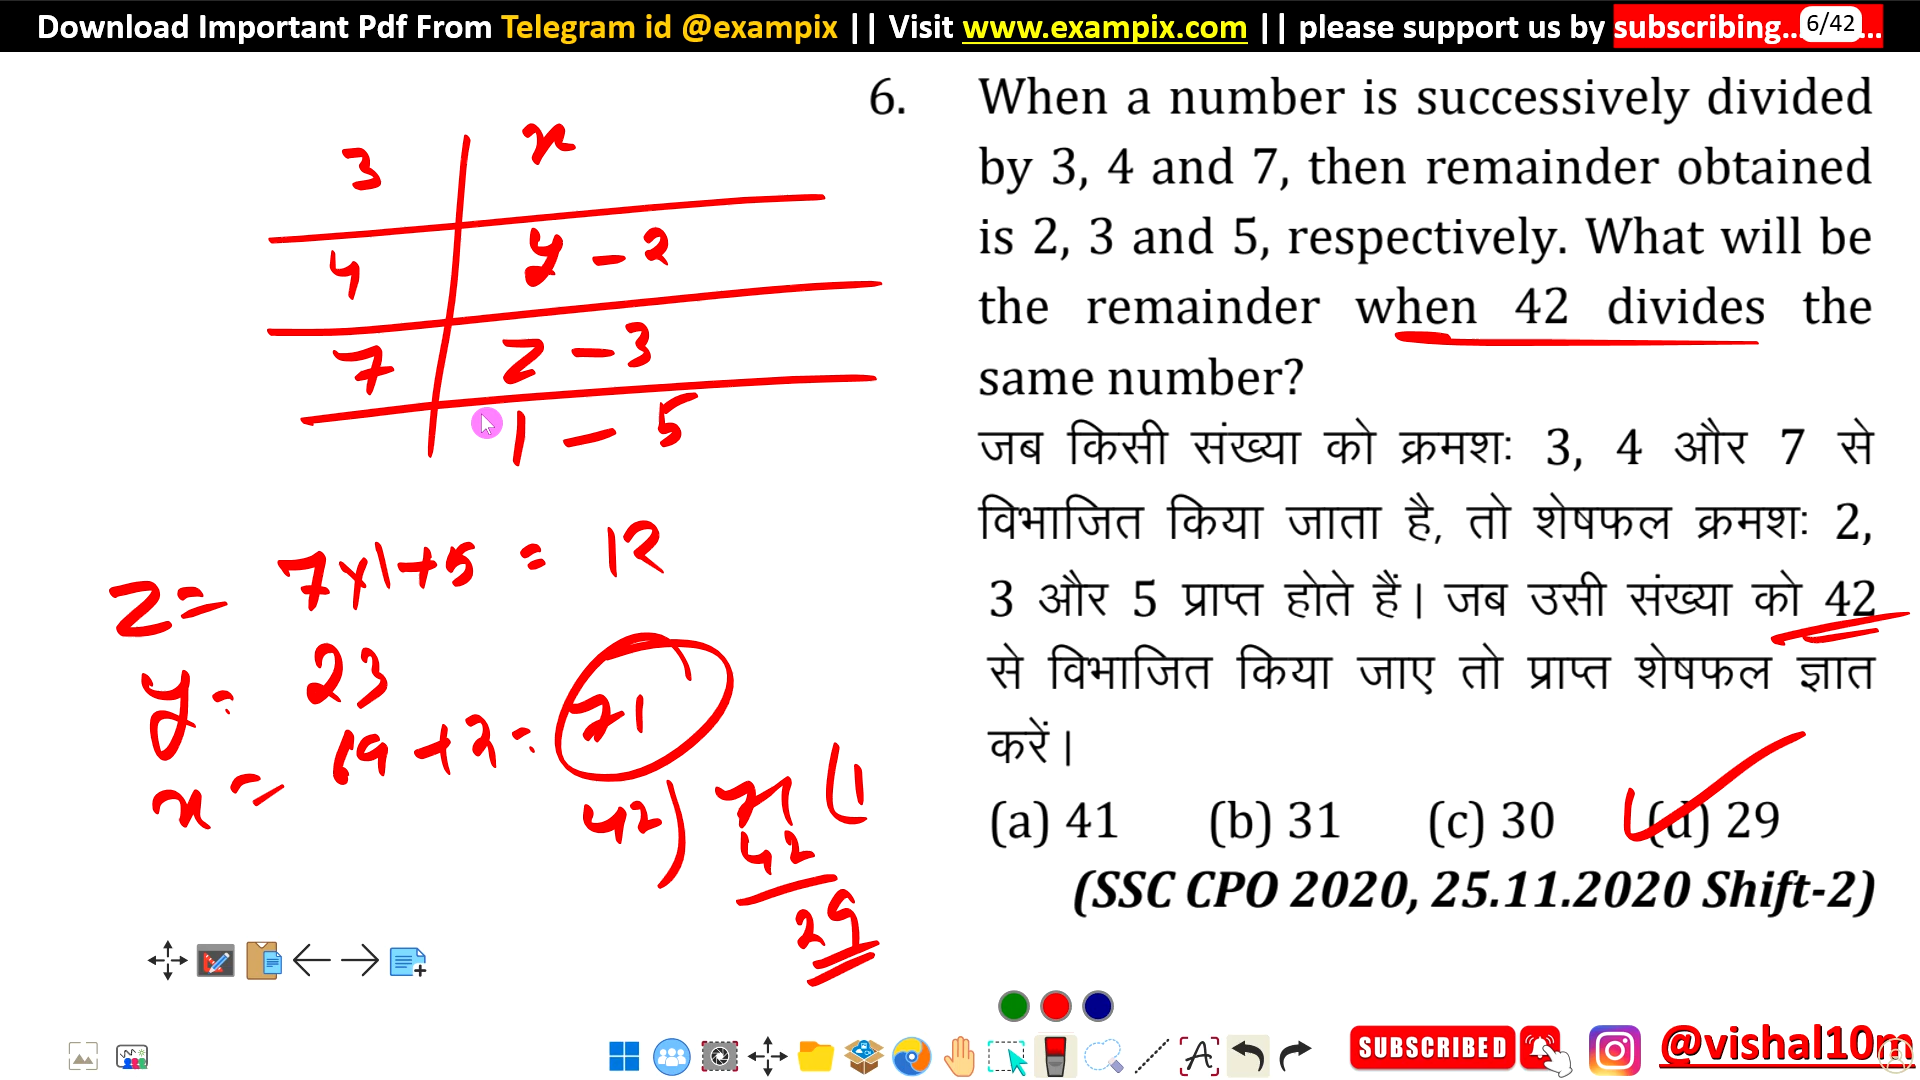 Download Important Pdf From Telegram id @exampix || Visit www.exampix.com || please support us by subscribing.. 6/42 ...
6. When a number is successively divided
by 3, 4 and 7, then remainder obtained
is 2, 3 and 5, respectively. What will be
the remainder when 42 divides the
same number?
जब किसी संख्या को क्रमशः 3, 4 और 7 से
विभाजित किया जाता है, तो शेषफल क्रमशः 2,
3 और 5 प्राप्त होते हैं। जब उसी संख्या को 42
से विभाजित किया जाए तो प्राप्त शेषफल ज्ञात
करें।
(a) 41 (b) 31 (c) 30 (d) 29
(SSC CPO 2020, 25.11.2020 Shift-2)
3 x
4 y - 2
7 z - 3
1 - 5
z = 7x1+5 = 12
y = 23
x = 69 + 2 = 71
42) 71 (1
42
29
SUBSCRIBED
@vishal10m